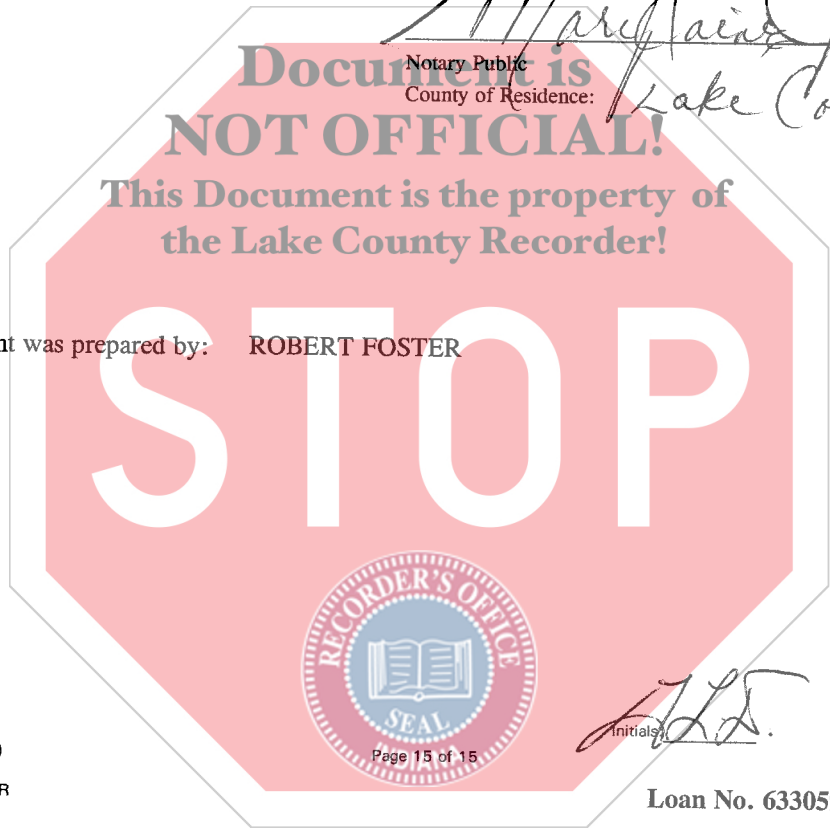 Document is
Notary Public
County of Residence: Lake Co
NOT OFFICIAL!
This Document is the property of
the Lake County Recorder!
nt was prepared by: ROBERT FOSTER
STOP
RECORDER'S OFFICE
SEAL
INDIANA
Initials:
Page 15 of 15
)
R
Loan No. 63305